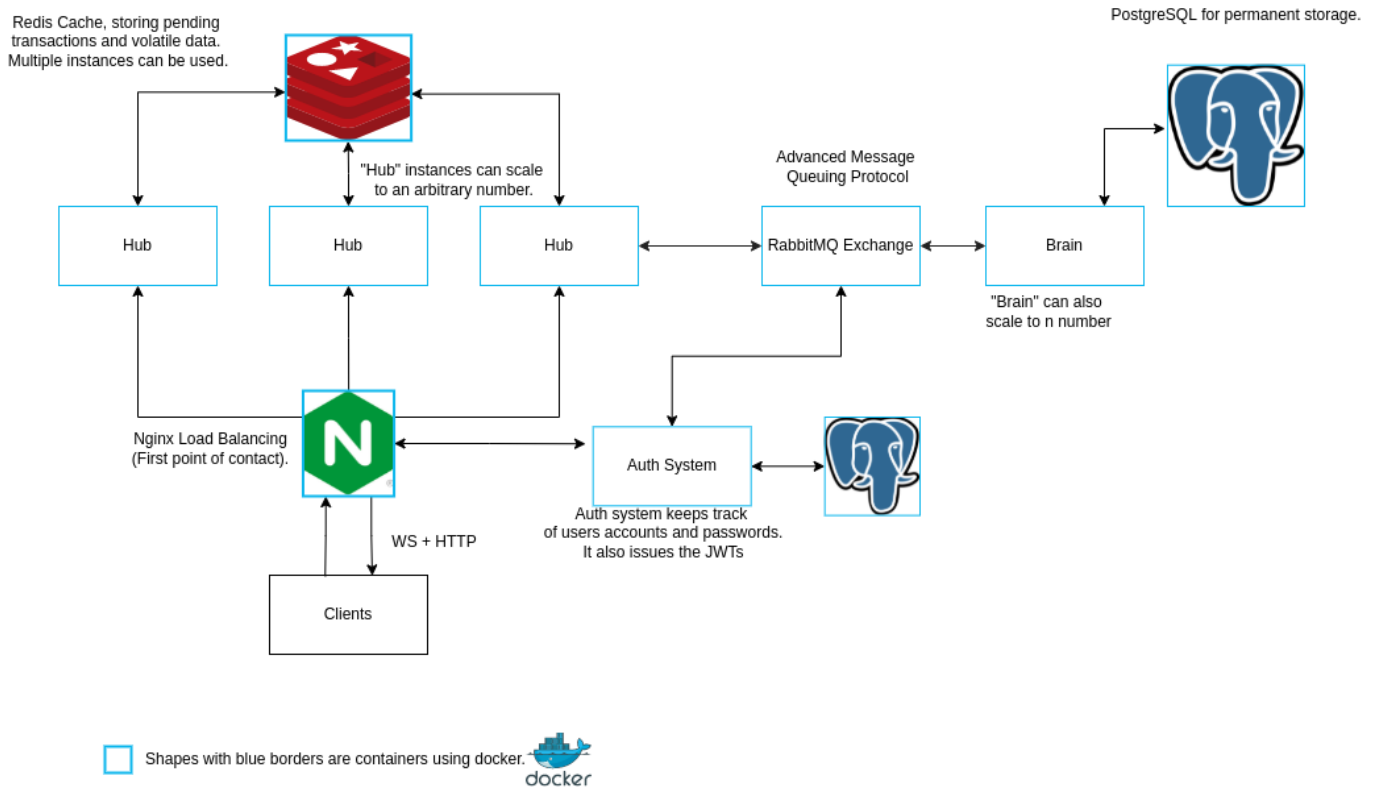 PostgreSQL for permanent storage.
Redis Cache, storing pending
transactions and volatile data.
Multiple instances can be used.
"Hub" instances can scale
to an arbitrary number.
Advanced Message
Queuing Protocol
Hub
Hub
Hub
RabbitMQ Exchange
Brain
"Brain" can also
scale to n number
Nginx Load Balancing
(First point of contact).
N
®
Auth System
Auth system keeps track
of users accounts and passwords.
It also issues the JWTs
WS + HTTP
Clients
Shapes with blue borders are containers using docker.
docker